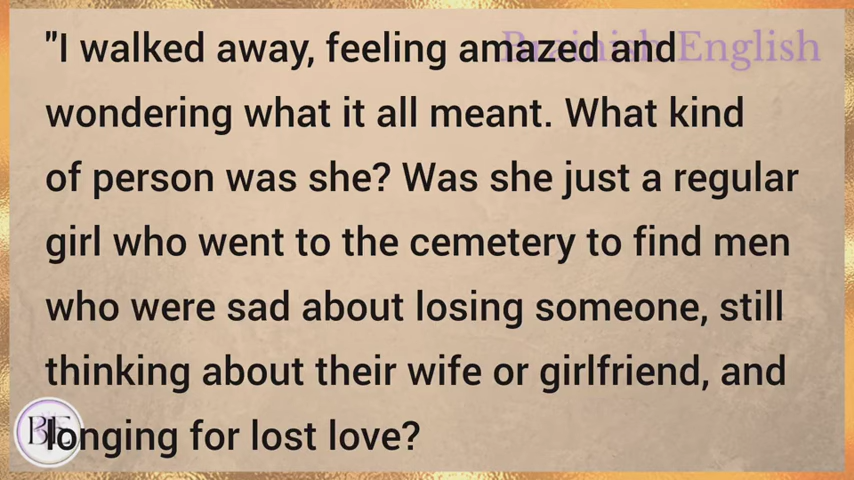 Brainish English
"I walked away, feeling amazed and
wondering what it all meant. What kind
of person was she? Was she just a regular
girl who went to the cemetery to find men
who were sad about losing someone, still
thinking about their wife or girlfriend, and
longing for lost love?